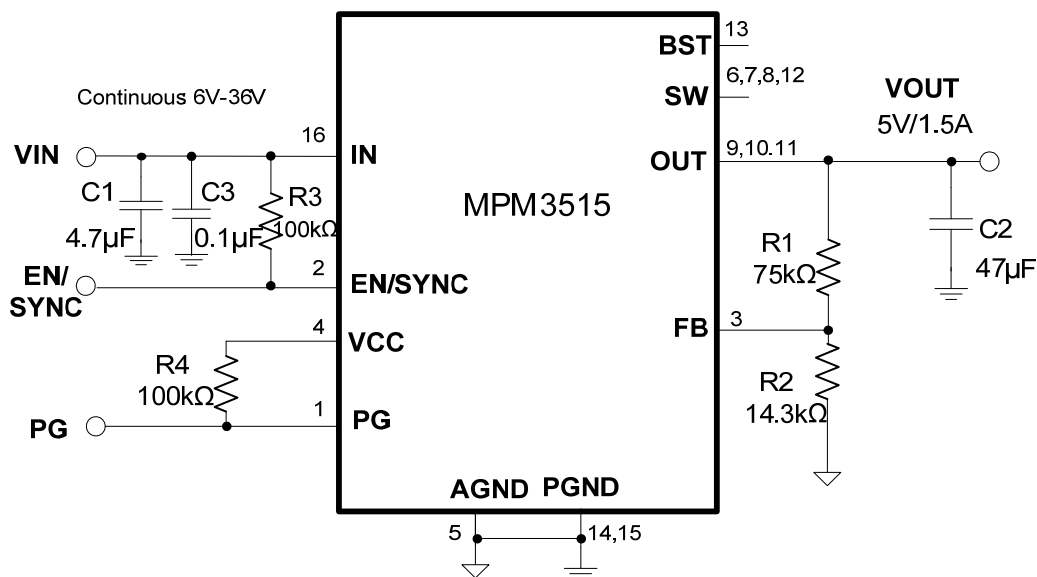 Continuous 6V-36V
VIN
16
IN
C1
4.7µF
C3
0.1µF
R3
100kΩ
EN/
SYNC
2
EN/SYNC
4
VCC
R4
100kΩ
PG
1
PG
MPM3515
BST
13
SW
6,7,8,12
OUT
9,10.11
VOUT
5V/1.5A
R1
75kΩ
C2
47µF
FB
3
R2
14.3kΩ
AGND
PGND
5
14,15